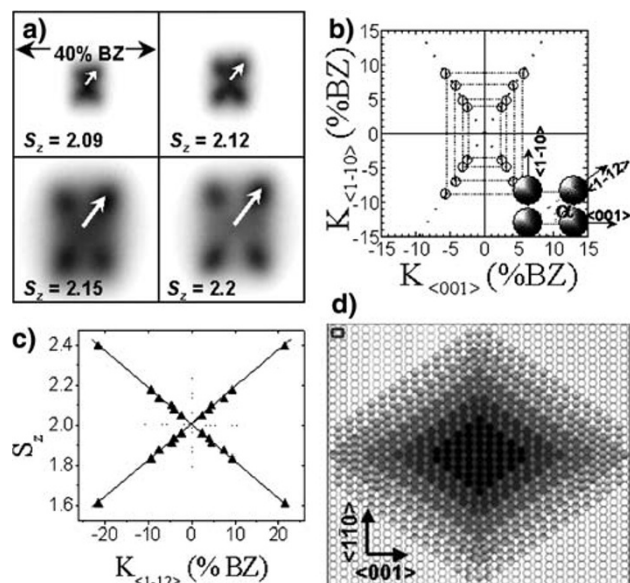 a)
40% BZ
S_z = 2.09
S_z = 2.12
S_z = 2.15
S_z = 2.2
b)
15
10
5
0
-5
-10
-15
K<1-10> (%BZ)
-15 -10 -5 0 5 10 15
K<001> (%BZ)
<1-10>
<1-12>
α
<001>
c)
2.4
2.2
2.0
1.8
1.6
S_z
-20 -10 0 10 20
K<1-12> (%BZ)
d)
<110>
<001>